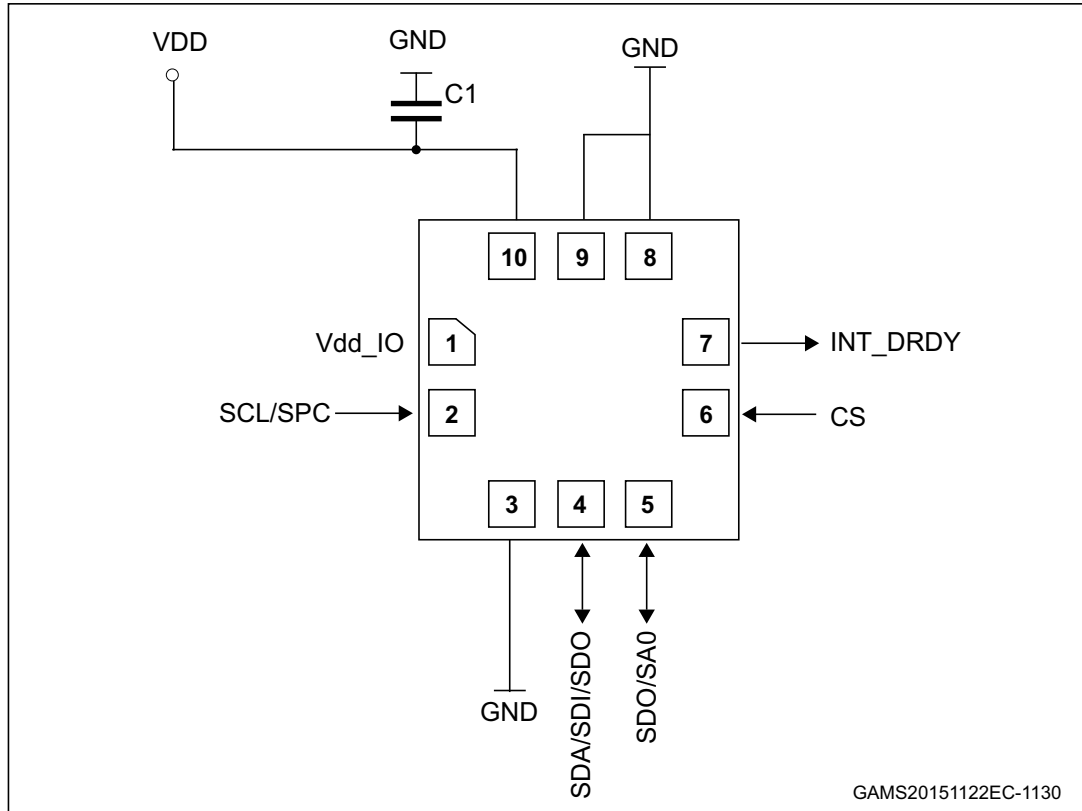 VDD
GND
C1
GND
10
9
8
Vdd_IO
1
7
INT_DRDY
SCL/SPC
2
6
CS
3
4
5
GND
SDA/SDI/SDO
SDO/SA0
GAMS20151122EC-1130